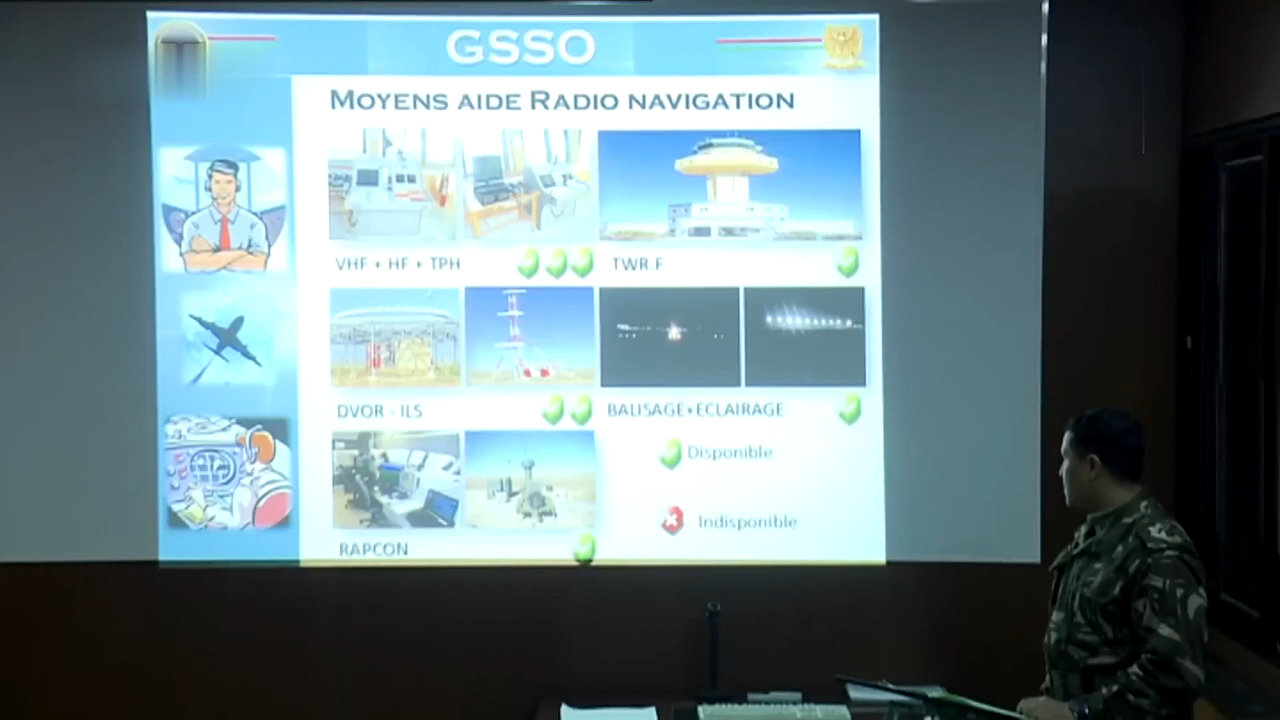 GSSO
MOYENS AIDE RADIO NAVIGATION
VHF + HF + TPH
TWR.F
DVOR - ILS
BALISAGE+ECLAIRAGE
Disponible
Indisponible
RAPCON